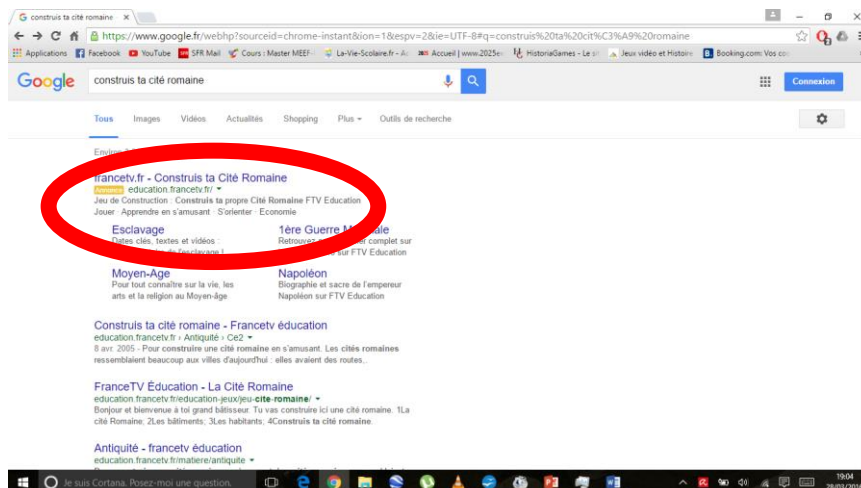 construis ta cité romaine
https://www.google.fr/webhp?sourceid=chrome-instant&ion=1&espv=2&ie=UTF-8#q=construis%20ta%20cit%C3%A9%20romaine
Applications Facebook YouTube SFR Mail Cours : Master MEEF- La-Vie-Scolaire.fr - Ac Accueil | www.2025e HistoriaGames - Le si Jeux vidéo et Histoire Booking.com: Vos co
Google construis ta cité romaine Connexion
Tous Images Vidéos Actualités Shopping Plus Outils de recherche
Environ
francetv.fr - Construis ta Cité Romaine
Annonce education.francetv.fr/
Jeu de Construction : Construis ta propre Cité Romaine FTV Education
Jouer · Apprendre en s'amusant · S'orienter · Economie
Esclavage
Dates clés, textes et vidéos :
de l'esclavage !
1ère Guerre
Retrouvez complet sur
sur FTV Education
Moyen-Age
Pour tout connaître sur la vie, les
arts et la religion au Moyen-âge
Napoléon
Biographie et sacre de l'empereur
Napoléon sur FTV Education
Construis ta cité romaine - Francetv éducation
education.francetv.fr › Antiquité › Ce2
8 avr. 2005 - Pour construire une cité romaine en s'amusant. Les cités romaines
ressemblaient beaucoup aux villes d'aujourd'hui : elles avaient des routes,
FranceTV Éducation - La Cité Romaine
education.francetv.fr/education-jeux/jeu-cite-romaine/
Bonjour et bienvenue à toi grand bâtisseur. Tu vas construire ici une cité romaine. 1La
cité Romaine; 2Les bâtiments; 3Les habitants; 4Construis ta cité romaine.
Antiquité - francetv éducation
education.francetv.fr/matiere/antiquite
Je suis Cortana. Posez-moi une question.
19:04